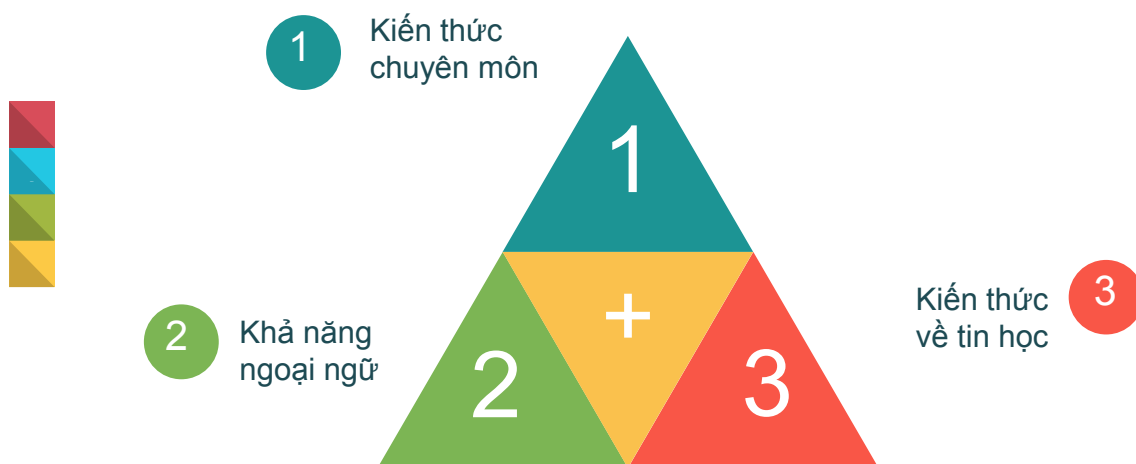 1
Kiến thức
chuyên môn
1
2
Khả năng
ngoại ngữ
+
2
3
Kiến thức
về tin học
3